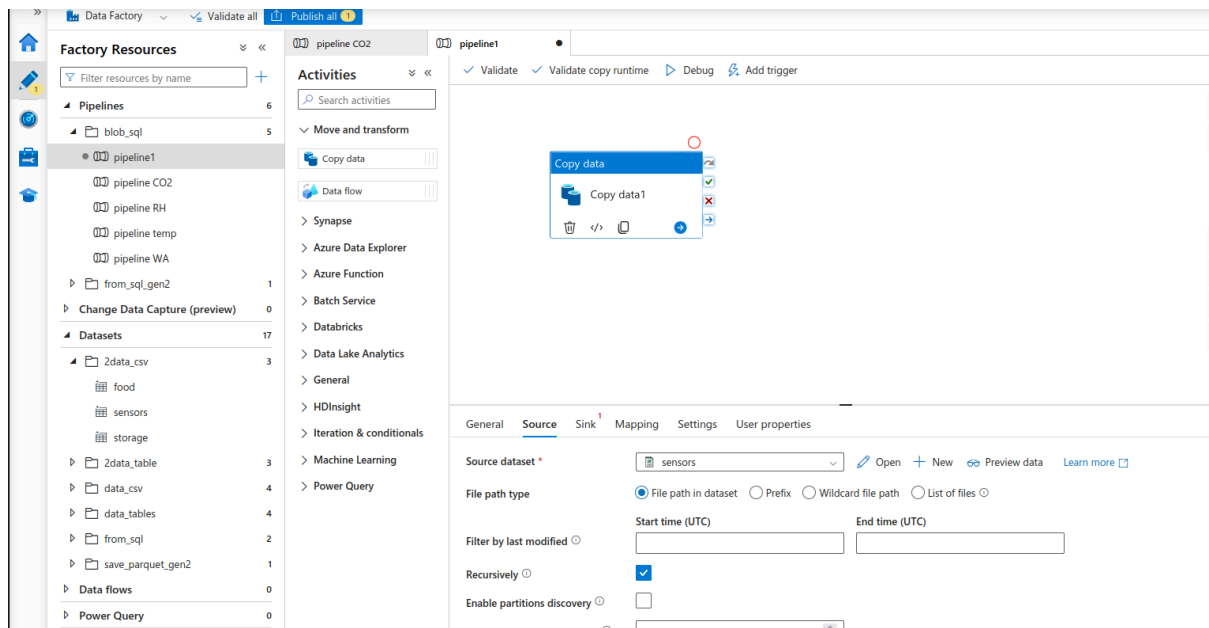 Data Factory
Validate all
Publish all 1
Factory Resources
Filter resources by name
Pipelines 6
blob_sql 5
pipeline1
pipeline CO2
pipeline RH
pipeline temp
pipeline WA
from_sql_gen2 1
Change Data Capture (preview) 0
Datasets 17
2data_csv 3
food
sensors
storage
2data_table 3
data_csv 4
data_tables 4
from_sql 2
save_parquet_gen2 1
Data flows 0
Power Query 0
1
pipeline CO2
pipeline1
Activities
Search activities
Move and transform
Copy data
Data flow
Synapse
Azure Data Explorer
Azure Function
Batch Service
Databricks
Data Lake Analytics
General
HDInsight
Iteration & conditionals
Machine Learning
Power Query
Validate Validate copy runtime Debug Add trigger
Copy data
Copy data1
General Source Sink 1 Mapping Settings User properties
Source dataset * sensors Open New Preview data Learn more
File path type File path in dataset Prefix Wildcard file path List of files
Start time (UTC) End time (UTC)
Filter by last modified
Recursively
Enable partitions discovery